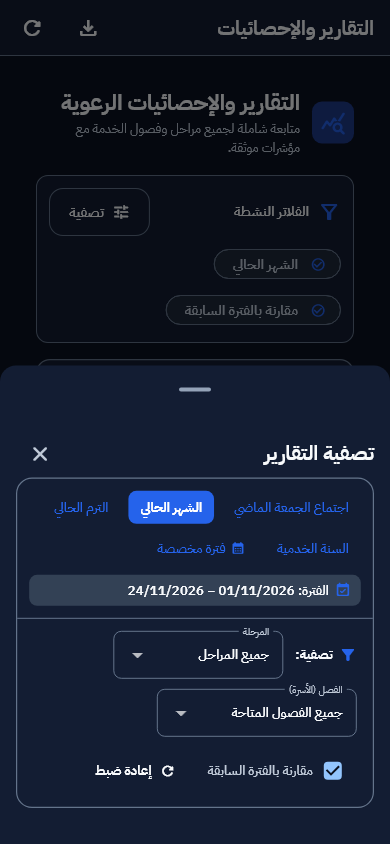 التقارير والإحصائيات
التقارير والإحصائيات الرعوية
متابعة شاملة لجميع مراحل وفصول الخدمة مع
مؤشرات موثقة.
الفلاتر النشطة
تصفية
الشهر الحالي
مقارنة بالفترة السابقة
تصفية التقارير
اجتماع الجمعة الماضي
الشهر الحالي
الترم الحالي
السنة الخدمية
فترة مخصصة
الفترة: 01/11/2026 – 24/11/2026
المرحلة
تصفية:
جميع المراحل
الفصل (الأسرة)
جميع الفصول المتاحة
مقارنة بالفترة السابقة
إعادة ضبط